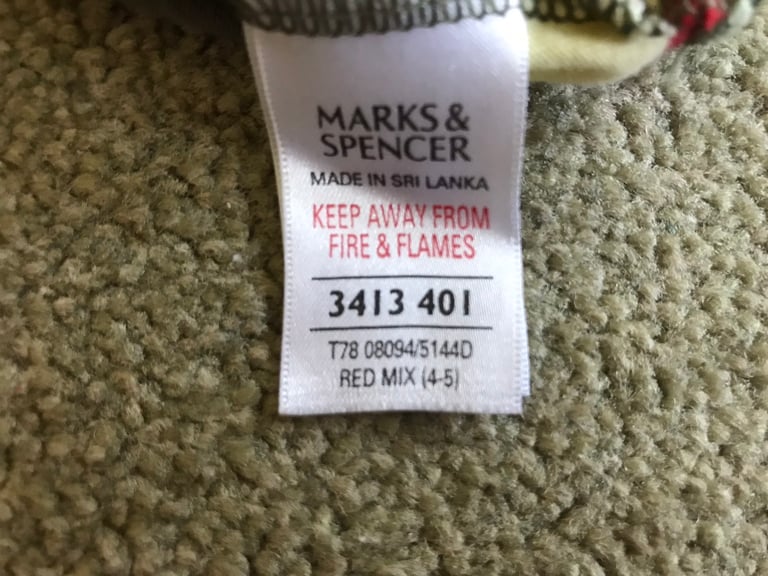 MARKS &
SPENCER
MADE IN SRI LANKA
KEEP AWAY FROM
FIRE & FLAMES
3413 401
T78 08094/5144D
RED MIX (4-5)